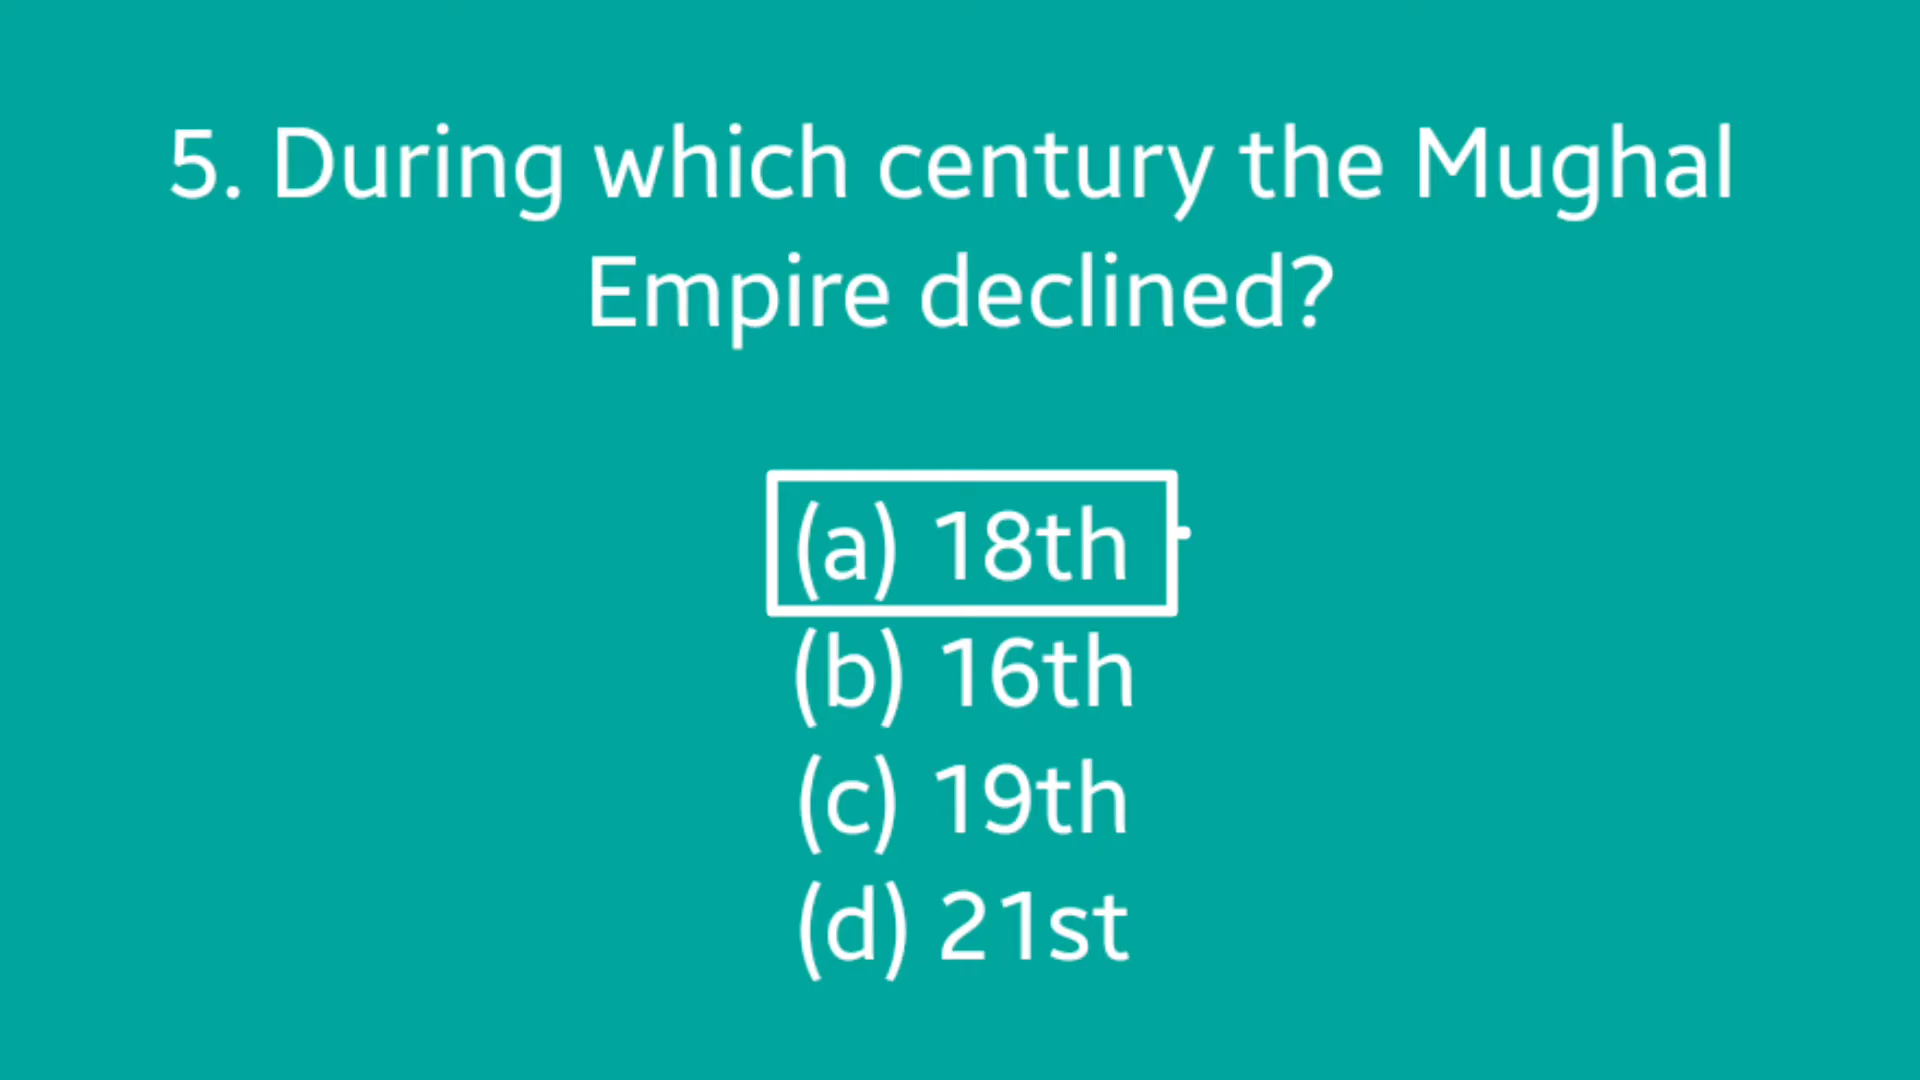 5. During which century the Mughal
Empire declined?
(a) 18th
(b) 16th
(c) 19th
(d) 21st